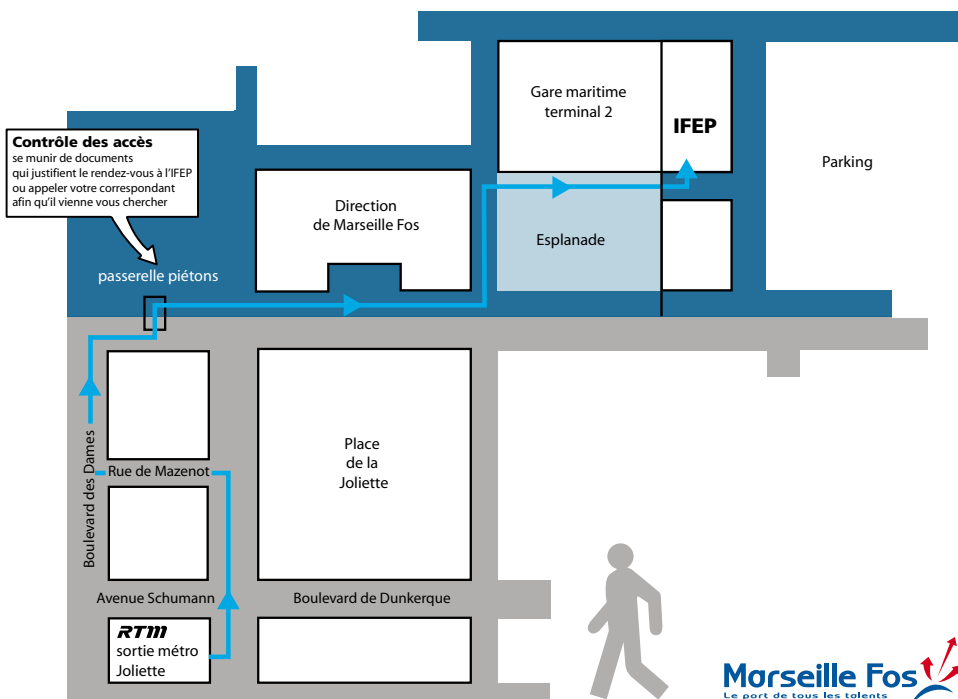 Gare maritime
terminal 2
IFEP
Parking
Contrôle des accès
se munir de documents
qui justifient le rendez-vous à l'IFEP
ou appeler votre correspondant
afin qu'il vienne vous chercher
Direction
de Marseille Fos
Esplanade
passerelle piétons
Boulevard des Dames
Rue de Mazenot
Place
de la
Joliette
Avenue Schumann
Boulevard de Dunkerque
RTM
sortie métro
Joliette
Marseille Fos
Le port de tous les talents